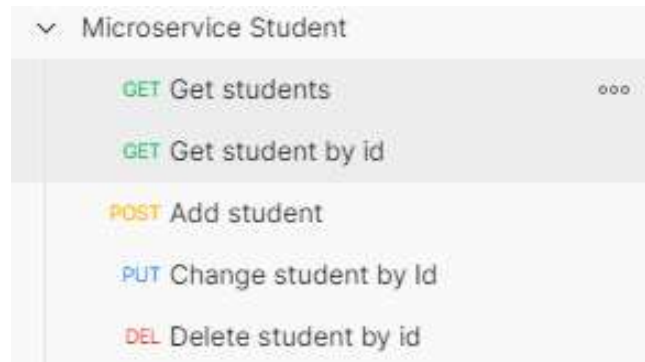 Microservice Student
GET Get students
GET Get student by id
POST Add student
PUT Change student by Id
DEL Delete student by id